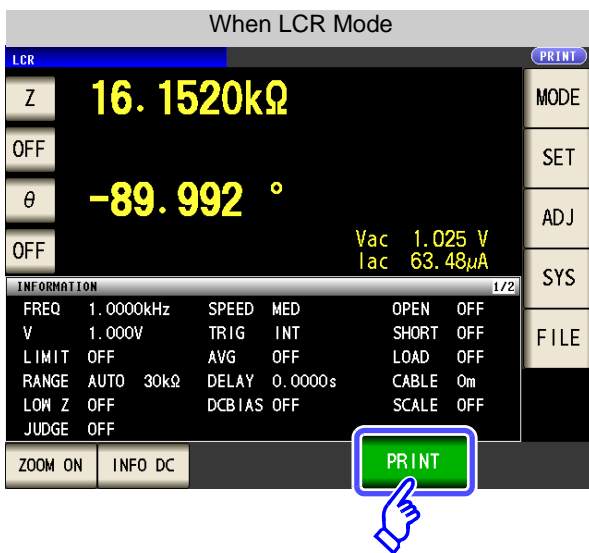 When LCR Mode
LCR PRINT
Z 16.1520kΩ MODE
OFF SET
θ -89.992 ° ADJ
OFF Vac 1.025 V
Iac 63.48µA SYS
INFORMATION 1/2
FREQ 1.0000kHz SPEED MED OPEN OFF
V 1.000V TRIG INT SHORT OFF FILE
LIMIT OFF AVG OFF LOAD OFF
RANGE AUTO 30kΩ DELAY 0.0000s CABLE 0m
LOW Z OFF DCBIAS OFF SCALE OFF
JUDGE OFF
ZOOM ON INFO DC PRINT